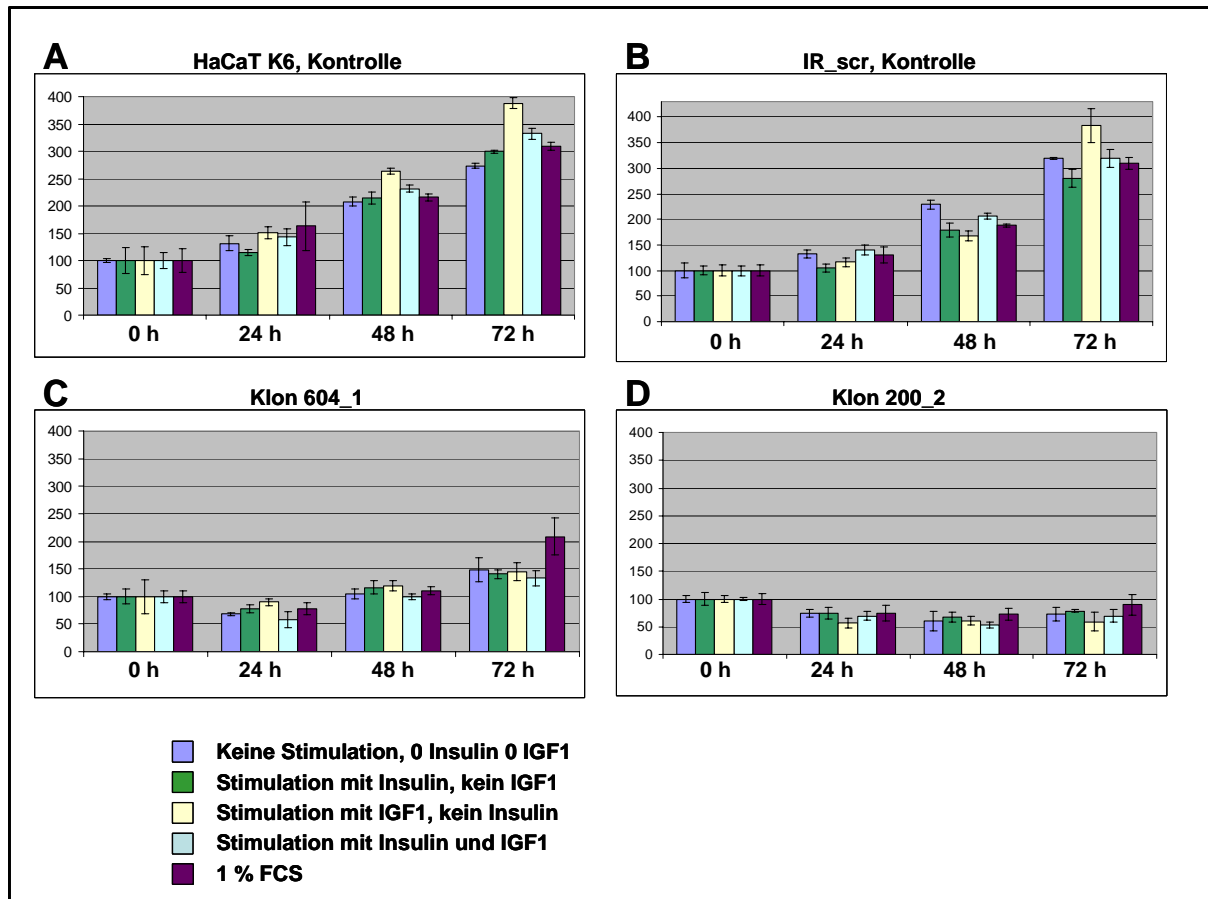 A
HaCaT K6, Kontrolle
400
350
300
250
200
150
100
50
0
0 h 24 h 48 h 72 h
B
IR_scr, Kontrolle
400
350
300
250
200
150
100
50
0
0 h 24 h 48 h 72 h
C
Klon 604_1
400
350
300
250
200
150
100
50
0
0 h 24 h 48 h 72 h
D
Klon 200_2
400
350
300
250
200
150
100
50
0
0 h 24 h 48 h 72 h
Keine Stimulation, 0 Insulin 0 IGF1
Stimulation mit Insulin, kein IGF1
Stimulation mit IGF1, kein Insulin
Stimulation mit Insulin und IGF1
1 % FCS